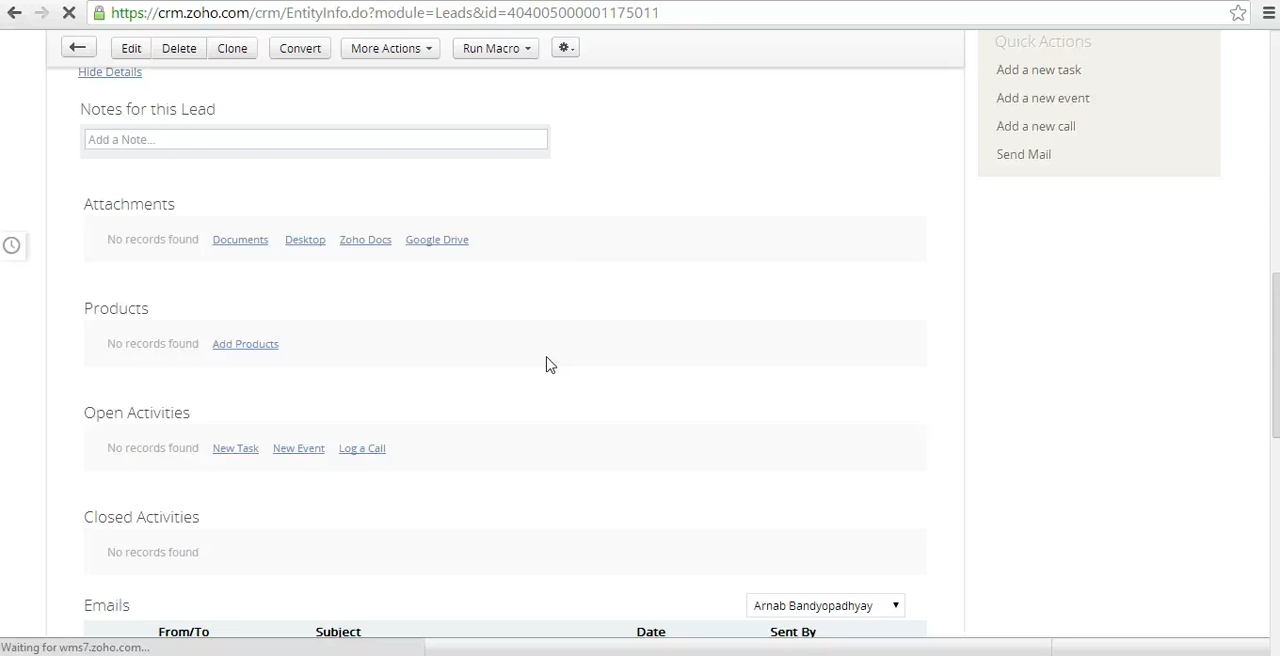 https://crm.zoho.com/crm/EntityInfo.do?module=Leads&id=404005000001175011
Edit Delete Clone Convert More Actions Run Macro
Hide Details
Notes for this Lead
Add a Note...
Attachments
No records found Documents Desktop Zoho Docs Google Drive
Products
No records found Add Products
Open Activities
No records found New Task New Event Log a Call
Closed Activities
No records found
Emails Arnab Bandyopadhyay
From/To Subject Date Sent By
Quick Actions
Add a new task
Add a new event
Add a new call
Send Mail
Waiting for wms7.zoho.com...